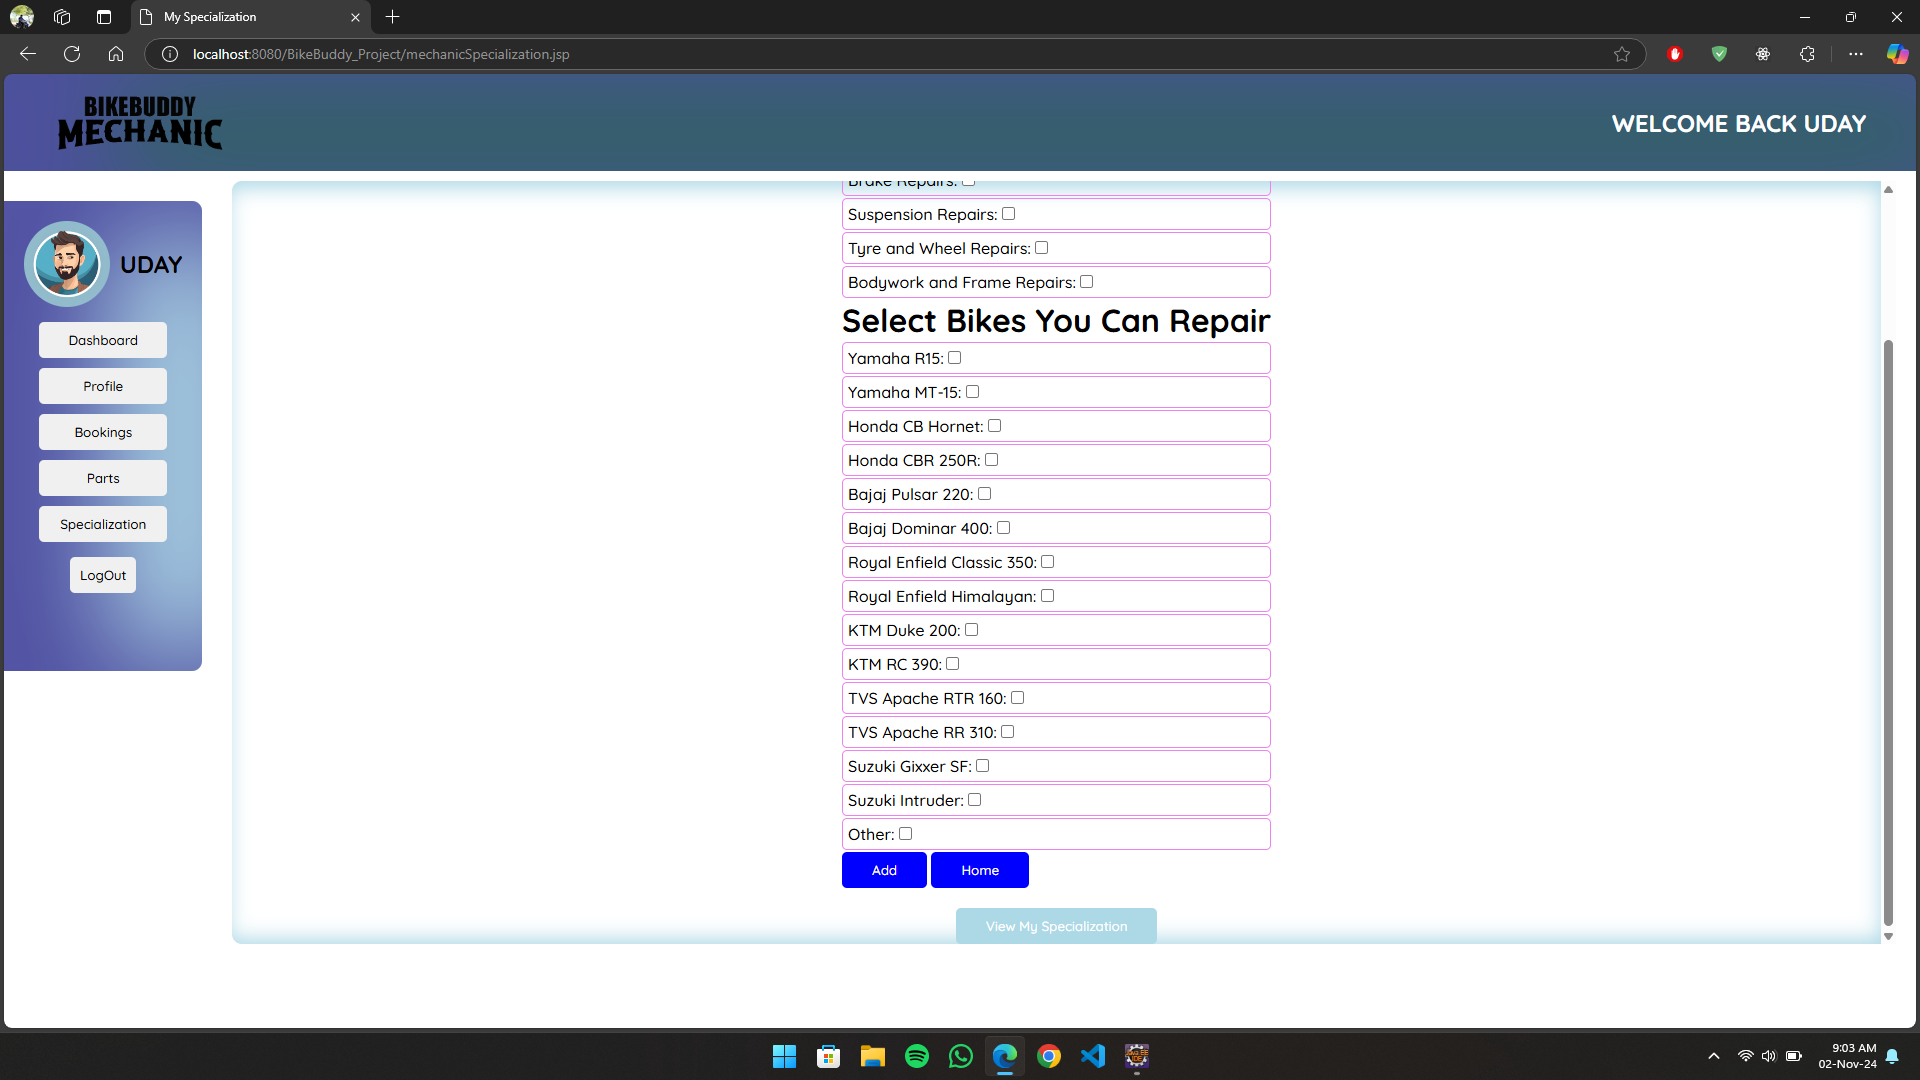 My Specialization
localhost:8080/BikeBuddy_Project/mechanicSpecialization.jsp
BIKEBUDDY
MECHANIC
WELCOME BACK UDAY
UDAY
Dashboard
Profile
Bookings
Parts
Specialization
LogOut
Brake Repairs:
Suspension Repairs:
Tyre and Wheel Repairs:
Bodywork and Frame Repairs:
Select Bikes You Can Repair
Yamaha R15:
Yamaha MT-15:
Honda CB Hornet:
Honda CBR 250R:
Bajaj Pulsar 220:
Bajaj Dominar 400:
Royal Enfield Classic 350:
Royal Enfield Himalayan:
KTM Duke 200:
KTM RC 390:
TVS Apache RTR 160:
TVS Apache RR 310:
Suzuki Gixxer SF:
Suzuki Intruder:
Other:
Add Home
View My Specialization
9:03 AM
02-Nov-24